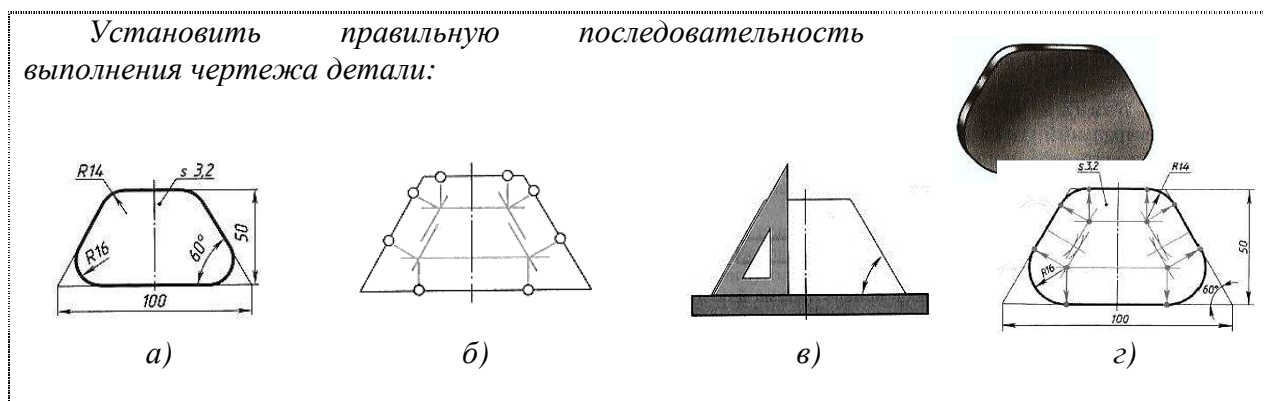 Установить правильную последовательность
выполнения чертежа детали:
R14 s 3,2
R16 60° 50
100
s 3,2 R14
R16 60° 50
100
а) б) в) г)